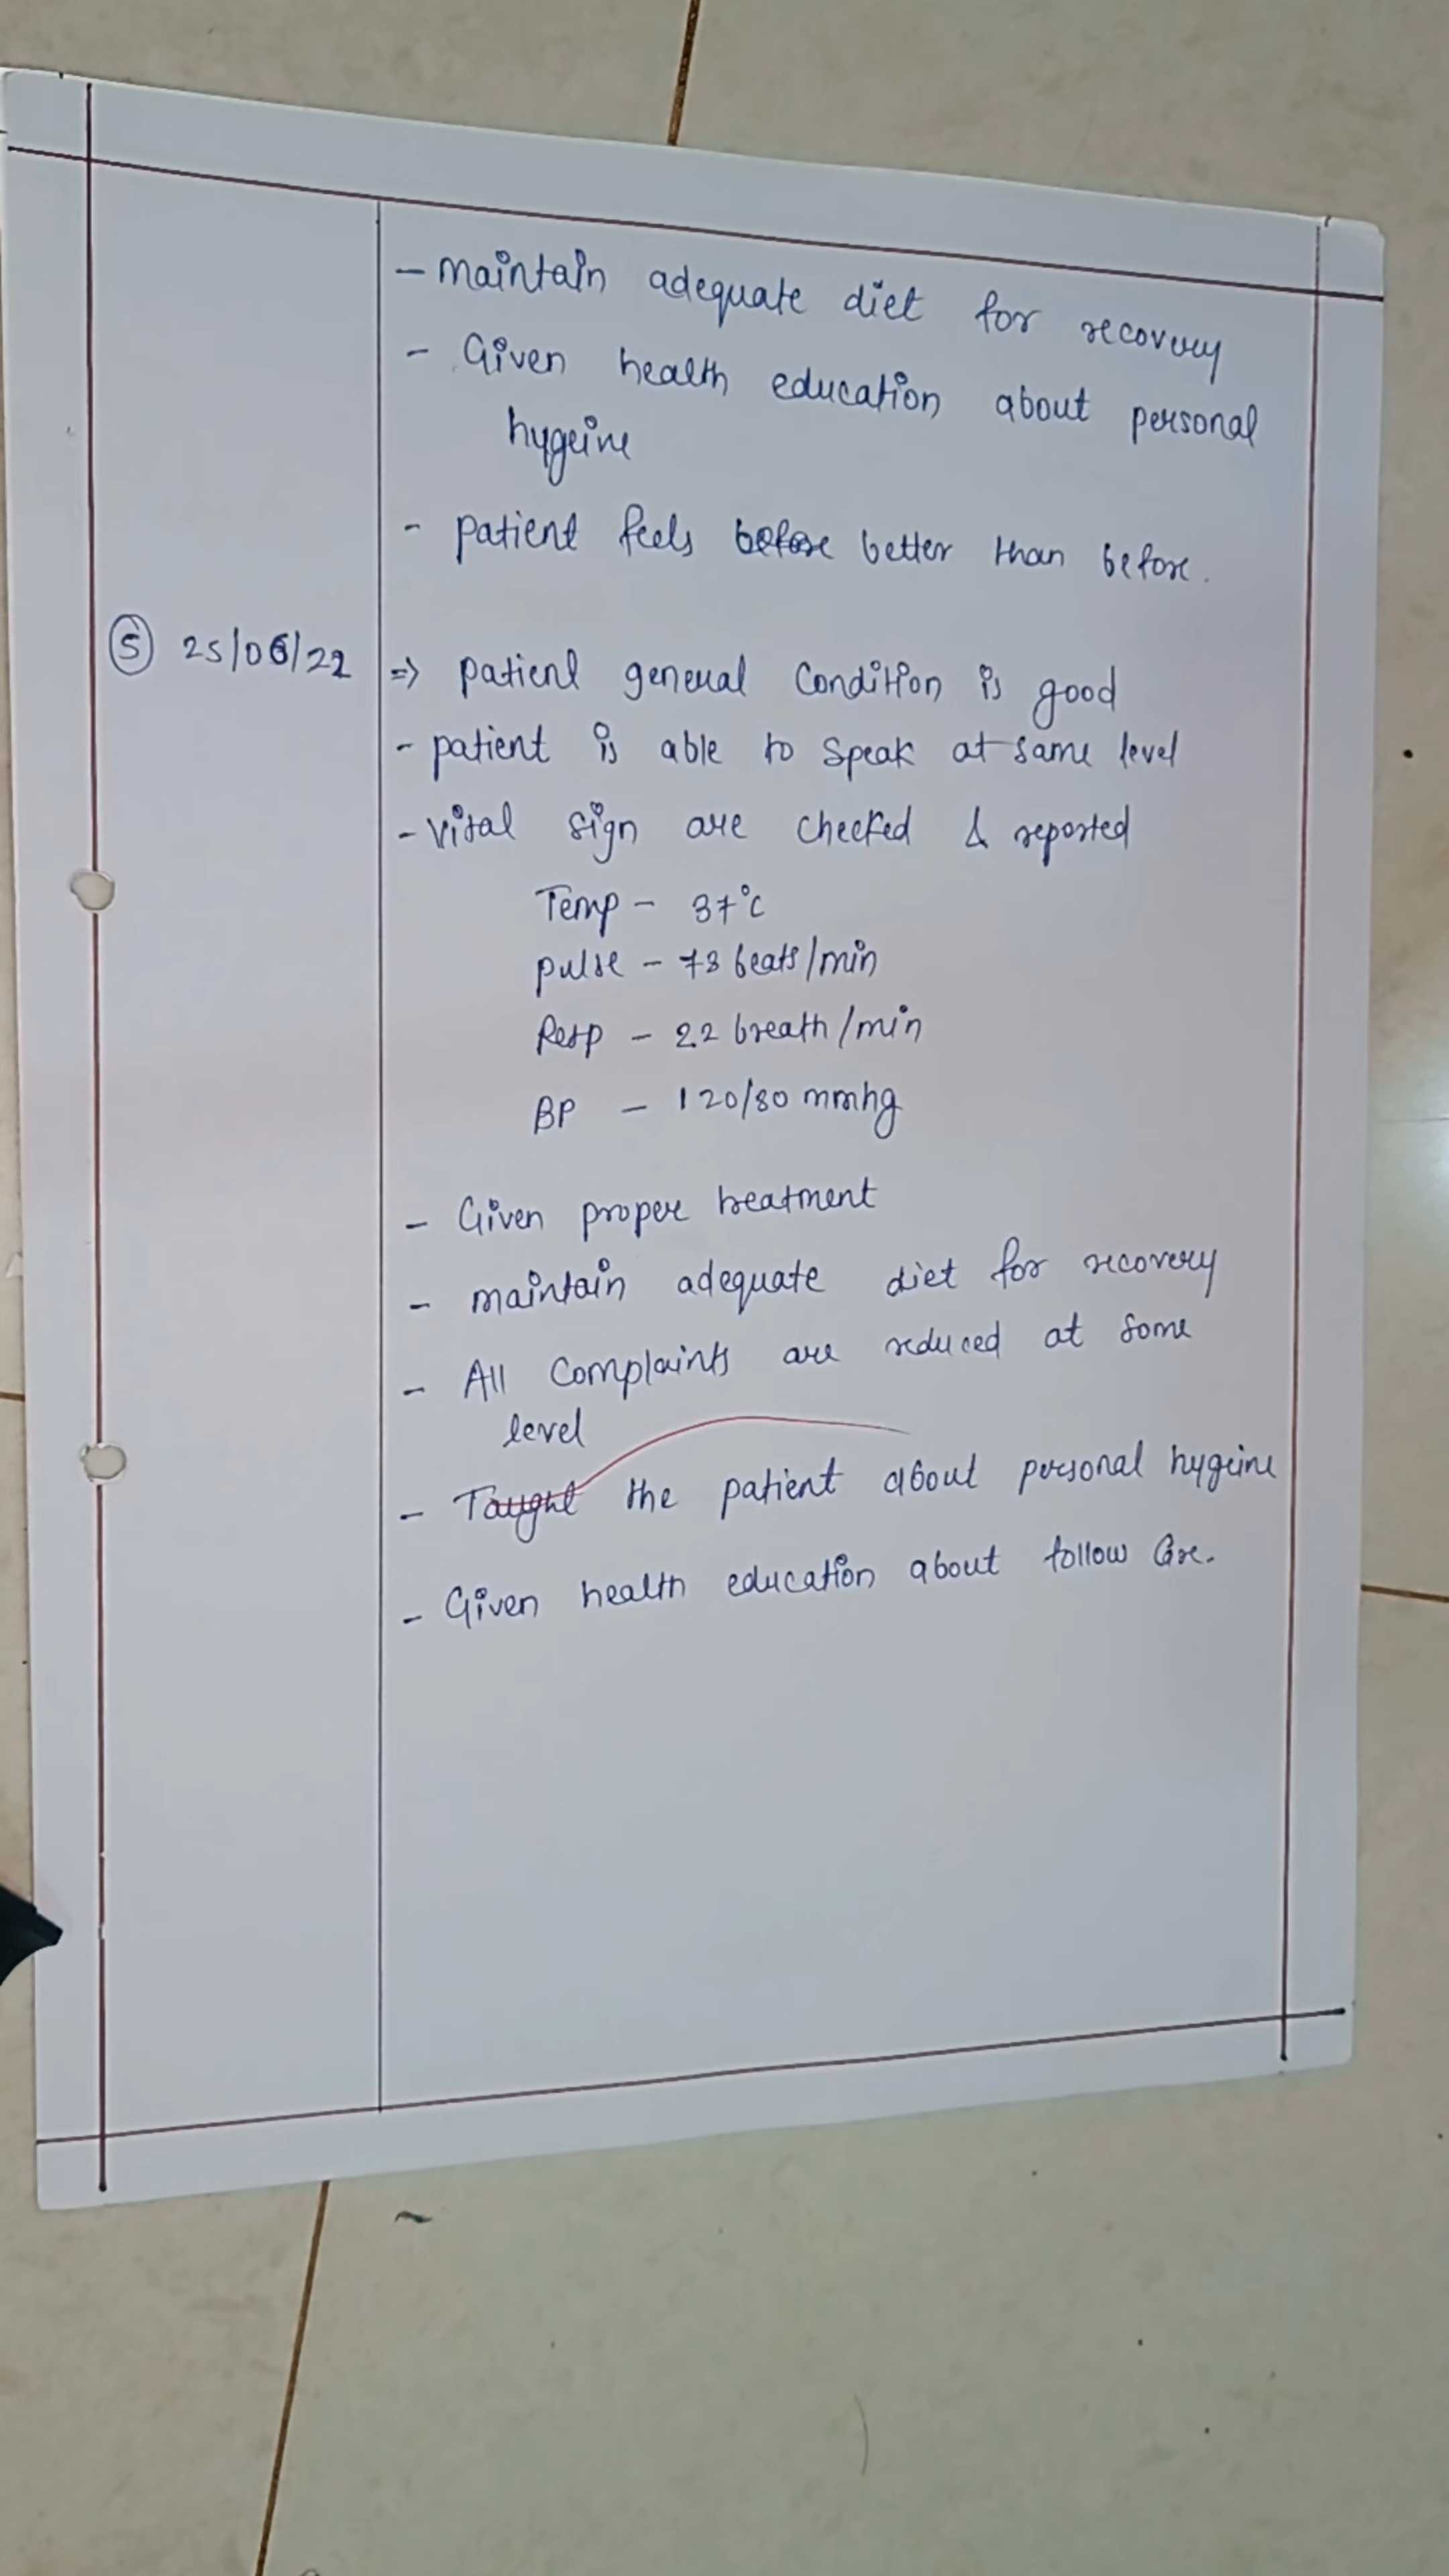 - maintain adequate diet for recovery
- Given health education about personal
hygeine
- patient feels before better than before.
⑤ 25/06/22 => patient general condition is good
- patient is able to speak at same level
- Vital sign are checked & reported
Temp - 37°c
pulse - 78 beats/min
Resp - 22 breath/min
BP - 120/80 mmhg
- Given proper treatment
- maintain adequate diet for recovery
- All complaints are reduced at some
level
- Taught the patient about personal hygeine
- Given health education about follow Care.